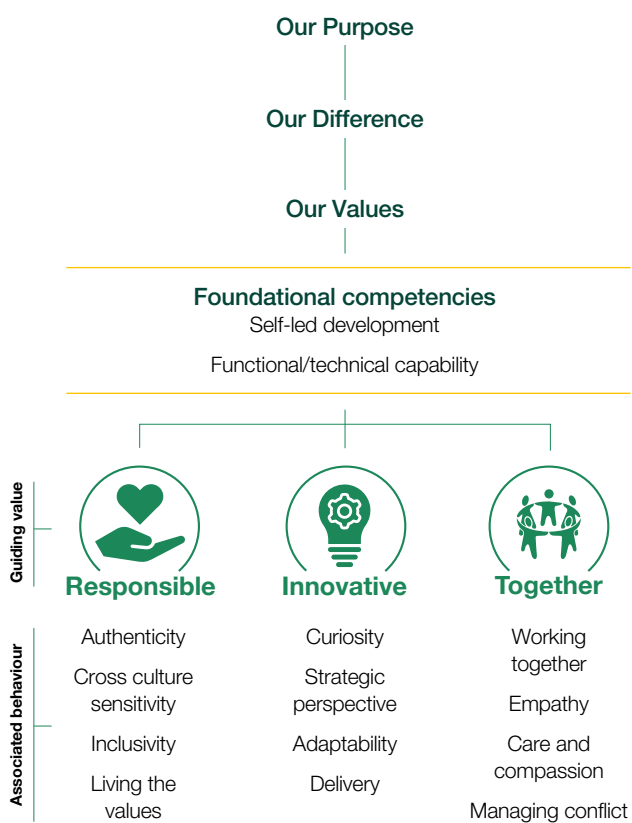 Our Purpose
Our Difference
Our Values
Foundational competencies
Self-led development
Functional/technical capability
Guiding value
Responsible
Innovative
Together
Associated behaviour
Authenticity
Cross culture
sensitivity
Inclusivity
Living the
values
Curiosity
Strategic
perspective
Adaptability
Delivery
Working
together
Empathy
Care and
compassion
Managing conflict